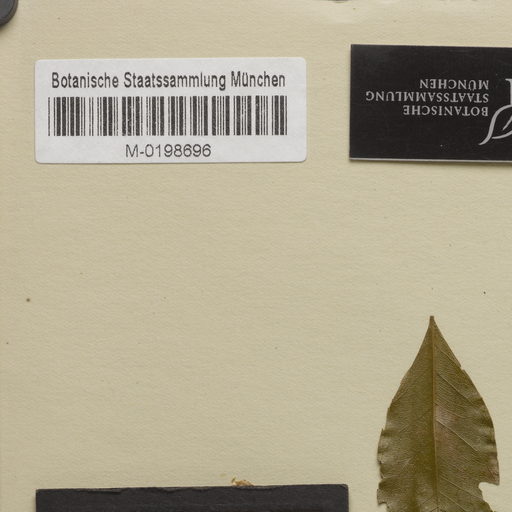 Botanische Staatssammlung München
M-0198696
BOTANISCHE
STAATSSAMMLUNG
MÜNCHEN